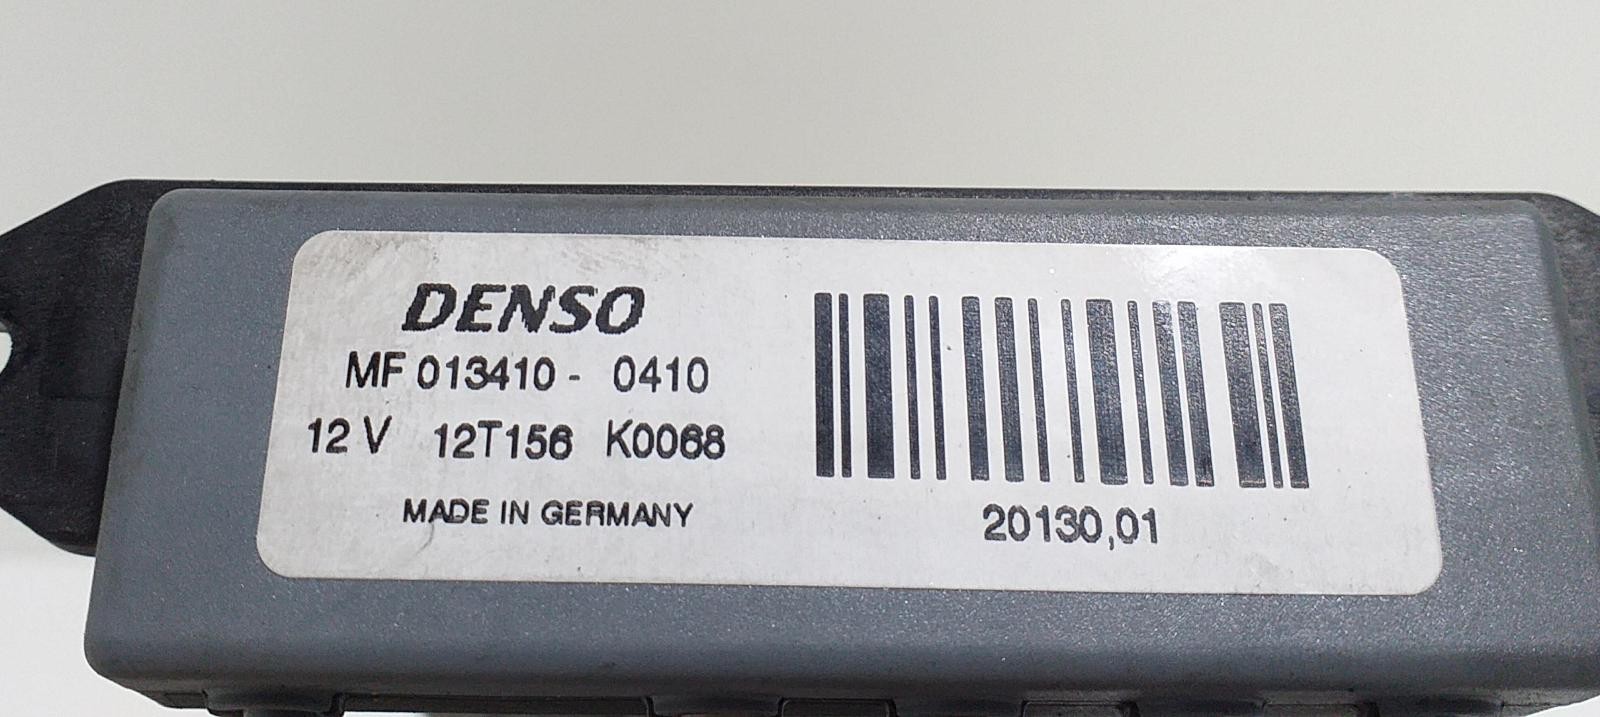 DENSO
MF 013410 - 0410
12 V 12T156 K0068
MADE IN GERMANY
20130,01